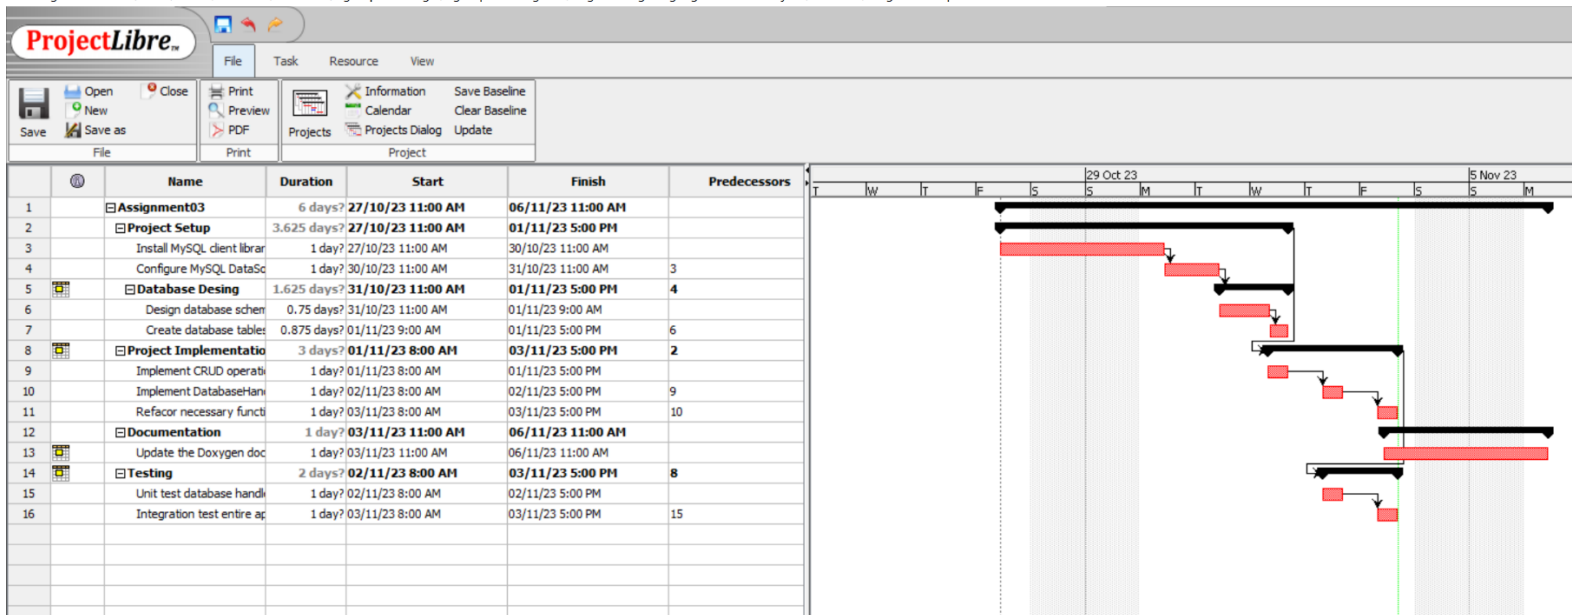 ProjectLibre™
File Task Resource View
Save Open New Save as Close
File
Print Preview PDF
Print
Projects Information Calendar Projects Dialog Save Baseline Clear Baseline Update
Project
Name Duration Start Finish Predecessors
29 Oct 23 5 Nov 23
T W T F S S M T W T F S S M
1 Assignment03 6 days? 27/10/23 11:00 AM 06/11/23 11:00 AM
2 Project Setup 3.625 days? 27/10/23 11:00 AM 01/11/23 5:00 PM
3 Install MySQL client librar 1 day? 27/10/23 11:00 AM 30/10/23 11:00 AM
4 Configure MySQL DataSo 1 day? 30/10/23 11:00 AM 31/10/23 11:00 AM 3
5 Database Desing 1.625 days? 31/10/23 11:00 AM 01/11/23 5:00 PM 4
6 Design database schem 0.75 days? 31/10/23 11:00 AM 01/11/23 9:00 AM
7 Create database tables 0.875 days? 01/11/23 9:00 AM 01/11/23 5:00 PM 6
8 Project Implementatio 3 days? 01/11/23 8:00 AM 03/11/23 5:00 PM 2
9 Implement CRUD operati 1 day? 01/11/23 8:00 AM 01/11/23 5:00 PM
10 Implement DatabaseHan 1 day? 02/11/23 8:00 AM 02/11/23 5:00 PM 9
11 Refacor necessary functi 1 day? 03/11/23 8:00 AM 03/11/23 5:00 PM 10
12 Documentation 1 day? 03/11/23 11:00 AM 06/11/23 11:00 AM
13 Update the Doxygen doc 1 day? 03/11/23 11:00 AM 06/11/23 11:00 AM
14 Testing 2 days? 02/11/23 8:00 AM 03/11/23 5:00 PM 8
15 Unit test database handl 1 day? 02/11/23 8:00 AM 02/11/23 5:00 PM
16 Integration test entire ap 1 day? 03/11/23 8:00 AM 03/11/23 5:00 PM 15